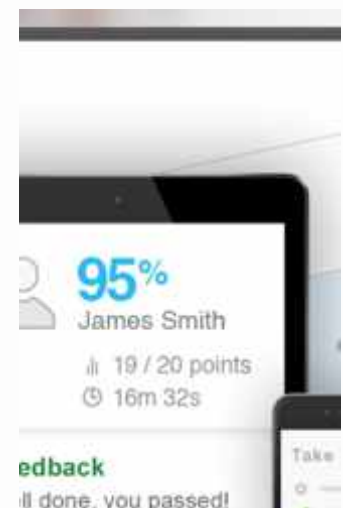 95%
James Smith
19 / 20 points
16m 32s
edback
ll done, you passed!
Take